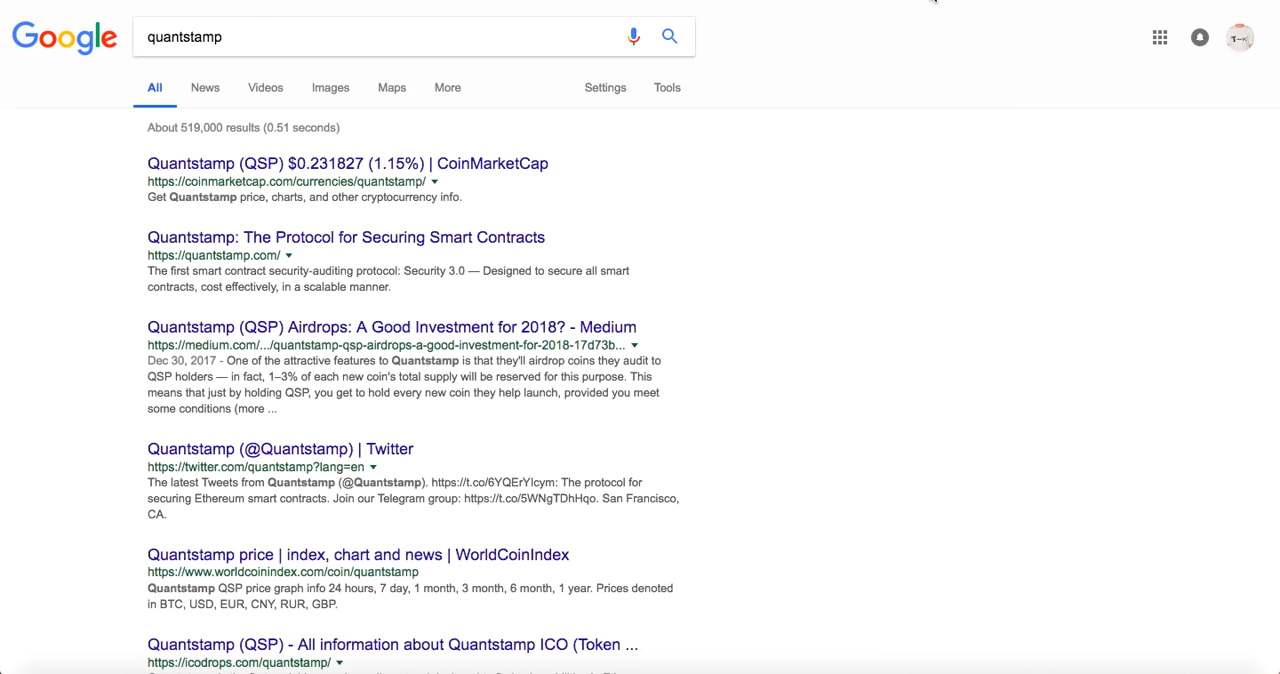 Google
quantstamp
All News Videos Images Maps More Settings Tools
About 519,000 results (0.51 seconds)
Quantstamp (QSP) $0.231827 (1.15%) | CoinMarketCap
https://coinmarketcap.com/currencies/quantstamp/
Get Quantstamp price, charts, and other cryptocurrency info.
Quantstamp: The Protocol for Securing Smart Contracts
https://quantstamp.com/
The first smart contract security-auditing protocol: Security 3.0 — Designed to secure all smart
contracts, cost effectively, in a scalable manner.
Quantstamp (QSP) Airdrops: A Good Investment for 2018? - Medium
https://medium.com/.../quantstamp-qsp-airdrops-a-good-investment-for-2018-17d73b...
Dec 30, 2017 - One of the attractive features to Quantstamp is that they'll airdrop coins they audit to
QSP holders — in fact, 1–3% of each new coin's total supply will be reserved for this purpose. This
means that just by holding QSP, you get to hold every new coin they help launch, provided you meet
some conditions (more ...
Quantstamp (@Quantstamp) | Twitter
https://twitter.com/quantstamp?lang=en
The latest Tweets from Quantstamp (@Quantstamp). https://t.co/6YQErYlcym: The protocol for
securing Ethereum smart contracts. Join our Telegram group: https://t.co/5WNgTDhHqo. San Francisco,
CA.
Quantstamp price | index, chart and news | WorldCoinIndex
https://www.worldcoinindex.com/coin/quantstamp
Quantstamp QSP price graph info 24 hours, 7 day, 1 month, 3 month, 6 month, 1 year. Prices denoted
in BTC, USD, EUR, CNY, RUR, GBP.
Quantstamp (QSP) - All information about Quantstamp ICO (Token ...
https://icodrops.com/quantstamp/